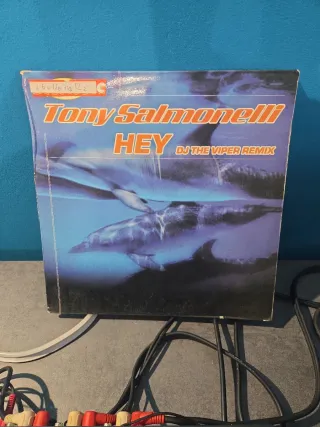 Tony Salmonelli
HEY DJ THE VIPER REMIX